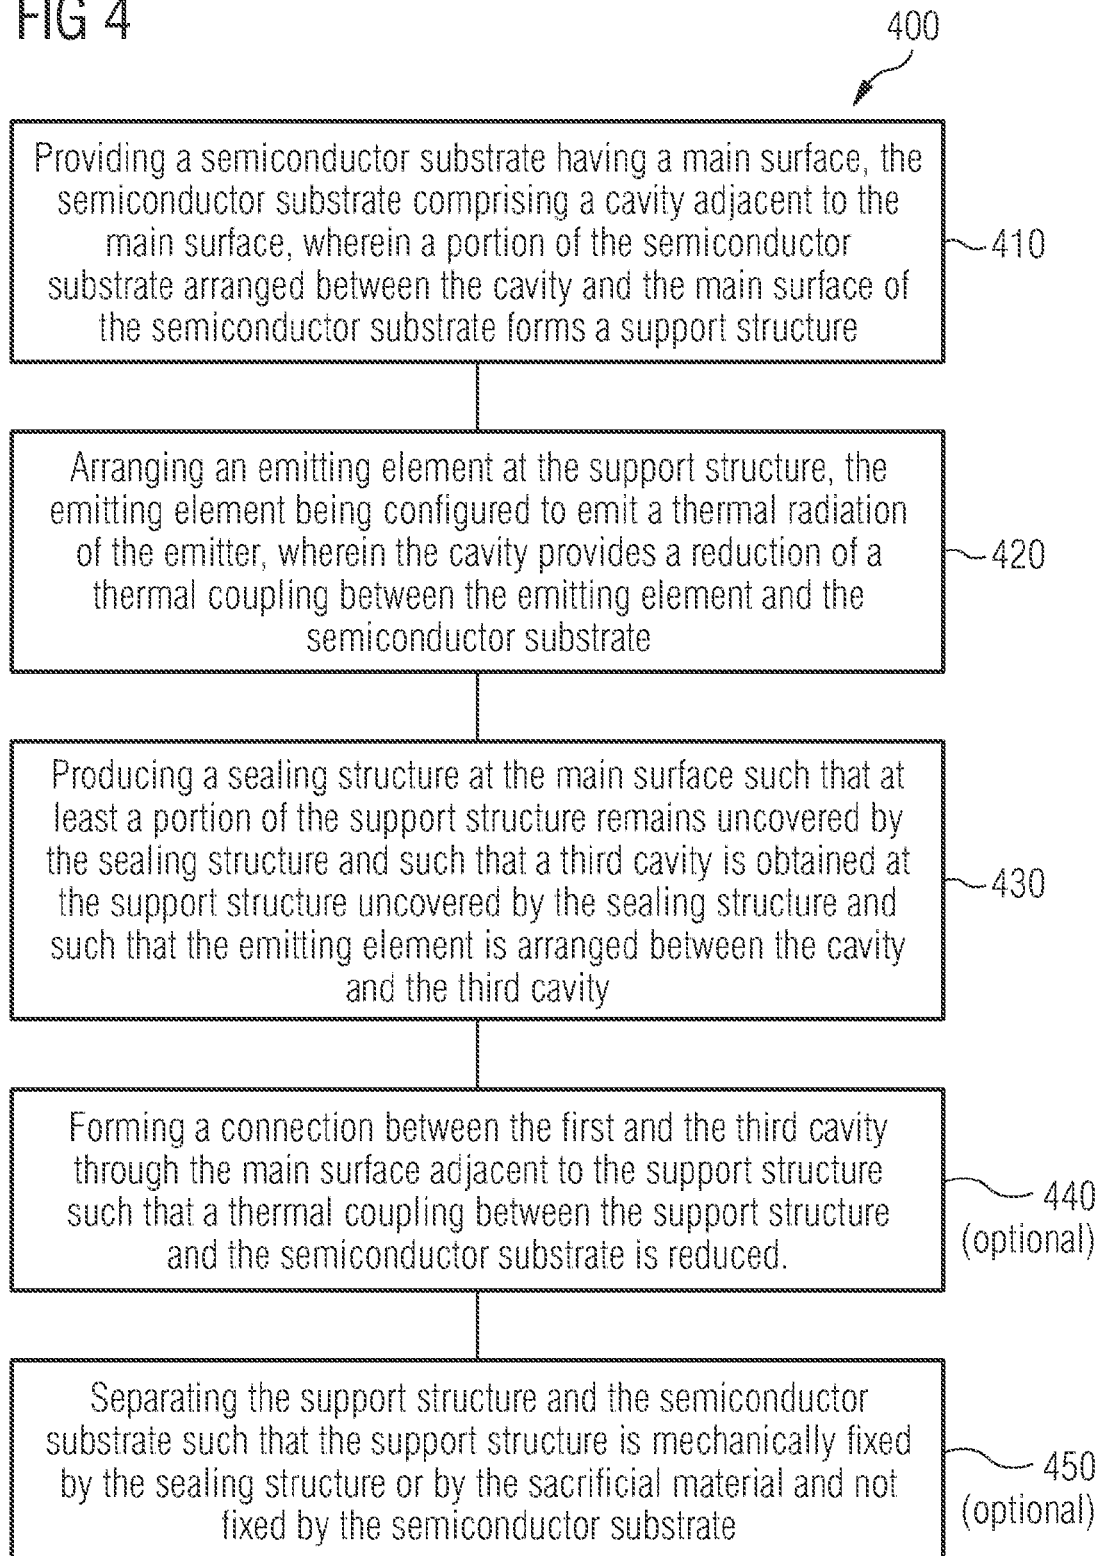 FIG 4
400
Providing a semiconductor substrate having a main surface, the
semiconductor substrate comprising a cavity adjacent to the
main surface, wherein a portion of the semiconductor
substrate arranged between the cavity and the main surface of
the semiconductor substrate forms a support structure
410
Arranging an emitting element at the support structure, the
emitting element being configured to emit a thermal radiation
of the emitter, wherein the cavity provides a reduction of a
thermal coupling between the emitting element and the
semiconductor substrate
420
Producing a sealing structure at the main surface such that at
least a portion of the support structure remains uncovered by
the sealing structure and such that a third cavity is obtained at
the support structure uncovered by the sealing structure and
such that the emitting element is arranged between the cavity
and the third cavity
430
Forming a connection between the first and the third cavity
through the main surface adjacent to the support structure
such that a thermal coupling between the support structure
and the semiconductor substrate is reduced.
440
(optional)
Separating the support structure and the semiconductor
substrate such that the support structure is mechanically fixed
by the sealing structure or by the sacrificial material and not
fixed by the semiconductor substrate
450
(optional)